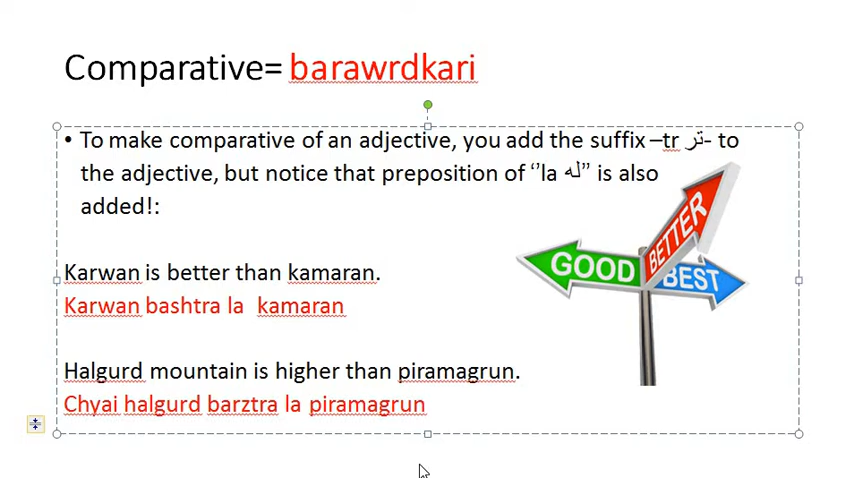 Comparative= barawrdkari
• To make comparative of an adjective, you add the suffix –tr تر- to
the adjective, but notice that preposition of ‘’la له” is also
added!:
Karwan is better than kamaran.
Karwan bashtra la kamaran
Halgurd mountain is higher than piramagrun.
Chyai halgurd barztra la piramagrun
GOOD
BETTER
BEST